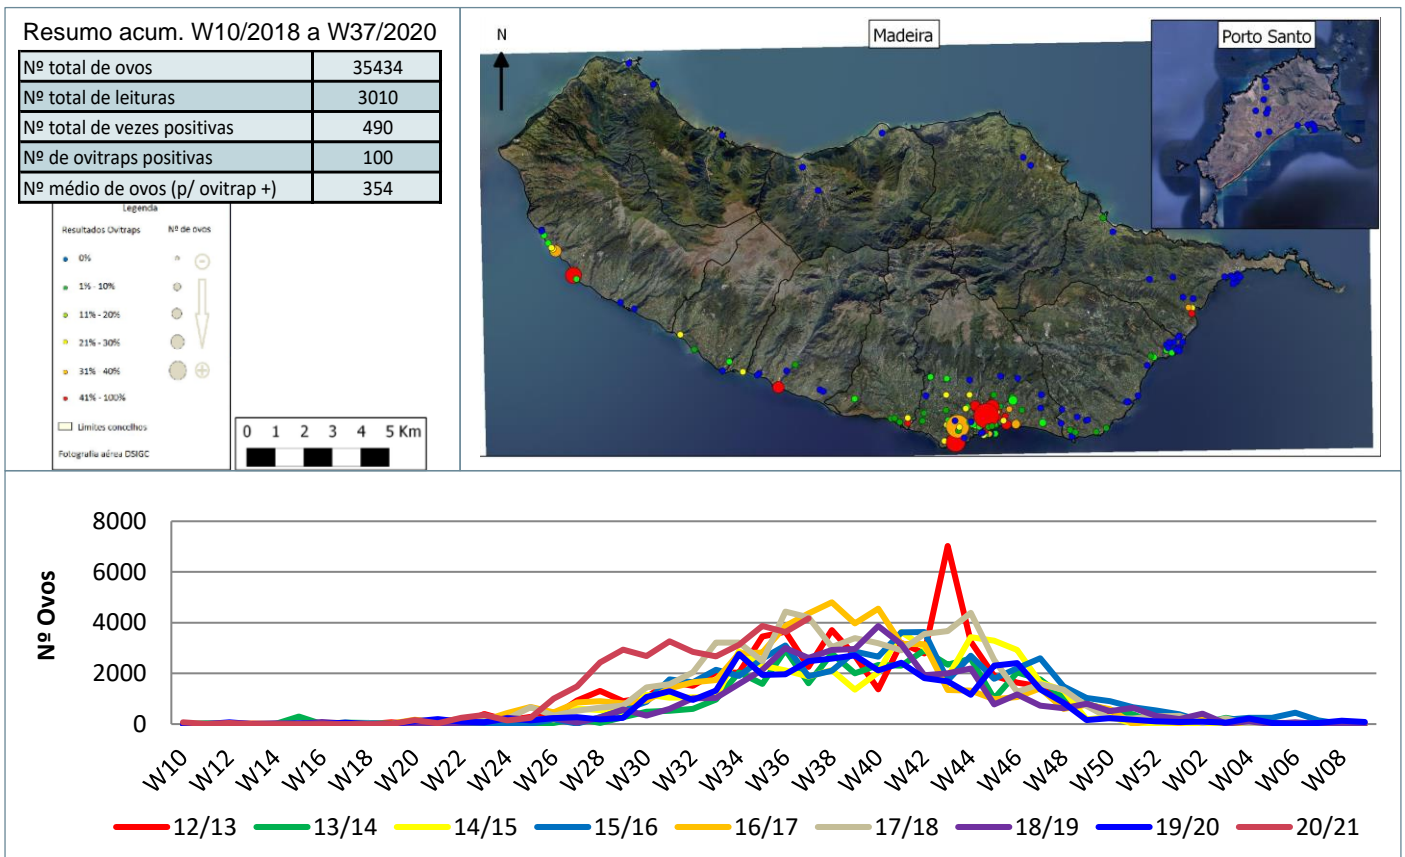 Resumo acum. W10/2018 a W37/2020
Nº total de ovos 35434
Nº total de leituras 3010
Nº total de vezes positivas 490
Nº de ovitraps positivas 100
Nº médio de ovos (p/ ovitrap +) 354
Legenda
Resultados Ovitraps Nº de ovos
0%
1% - 10%
11% - 20%
21% - 30%
31% - 40%
41% - 100%
Limites concelhos
Fotografia aérea DSIGC
0 1 2 3 4 5 Km
N
Madeira
Porto Santo
Nº Ovos
8000
6000
4000
2000
0
W10 W12 W14 W16 W18 W20 W22 W24 W26 W28 W30 W32 W34 W36 W38 W40 W42 W44 W46 W48 W50 W52 W02 W04 W06 W08
12/13 13/14 14/15 15/16 16/17 17/18 18/19 19/20 20/21